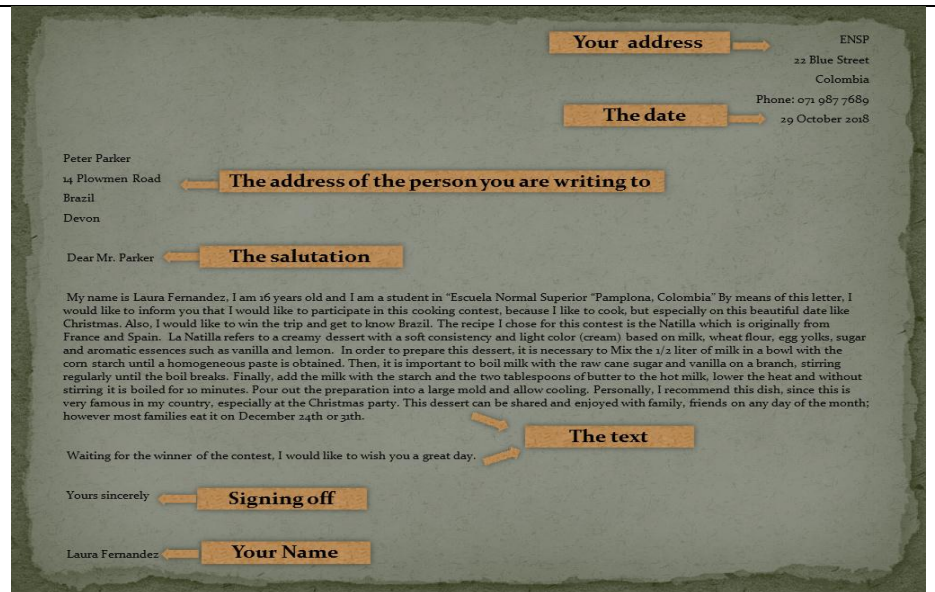 Your address
ENSP
22 Blue Street
Colombia
Phone: 071 987 7689
The date
29 October 2018
Peter Parker
14 Plowmen Road
The address of the person you are writing to
Brazil
Devon
Dear Mr. Parker
The salutation
My name is Laura Fernandez, I am 16 years old and I am a student in “Escuela Normal Superior “Pamplona, Colombia” By means of this letter, I
would like to inform you that I would like to participate in this cooking contest, because I like to cook, but especially on this beautiful date like
Christmas. Also, I would like to win the trip and get to know Brazil. The recipe I chose for this contest is the Natilla which is originally from
France and Spain. La Natilla refers to a creamy dessert with a soft consistency and light color (cream) based on milk, wheat flour, egg yolks, sugar
and aromatic essences such as vanilla and lemon. In order to prepare this dessert, it is necessary to Mix the 1/2 liter of milk in a bowl with the
corn starch until a homogeneous paste is obtained. Then, it is important to boil milk with the raw cane sugar and vanilla on a branch, stirring
regularly until the boil breaks. Finally, add the milk with the starch and the two tablespoons of butter to the hot milk, lower the heat and without
stirring it is boiled for 10 minutes. Pour out the preparation into a large mold and allow cooling. Personally, I recommend this dish, since this is
very famous in my country, especially at the Christmas party. This dessert can be shared and enjoyed with family, friends on any day of the month;
however most families eat it on December 24th or 31th.
The text
Waiting for the winner of the contest, I would like to wish you a great day.
Yours sincerely
Signing off
Laura Fernandez
Your Name